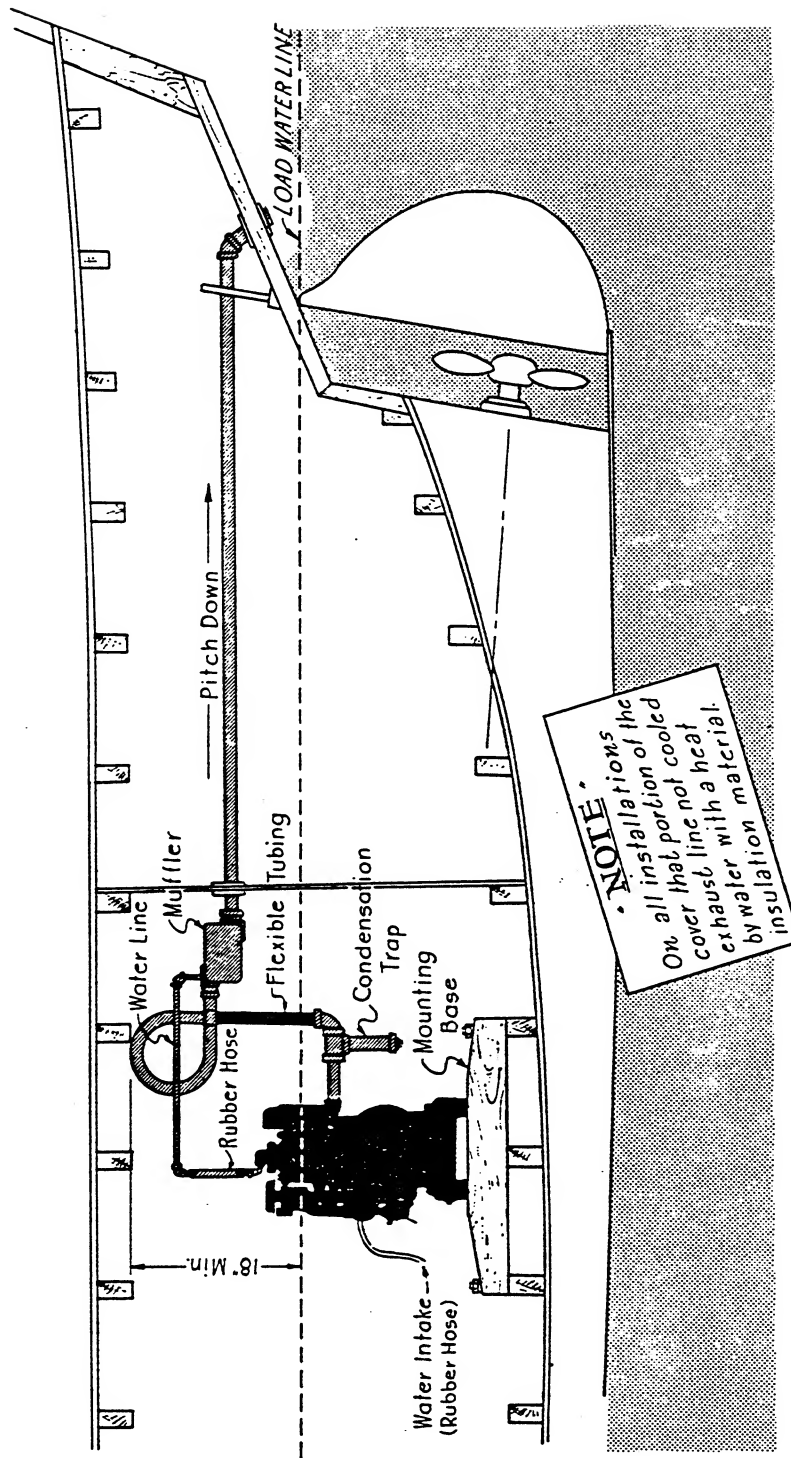 LOAD WATER LINE
Pitch Down
Muffler
Water Line
Flexible Tubing
Condensation
Trap
Rubber Hose
Mounting
Base
18" Min.
Water Intake
(Rubber Hose)
· NOTE ·
On all installations
cover that portion of the
exhaust line not cooled
by water with a heat
insulation material.